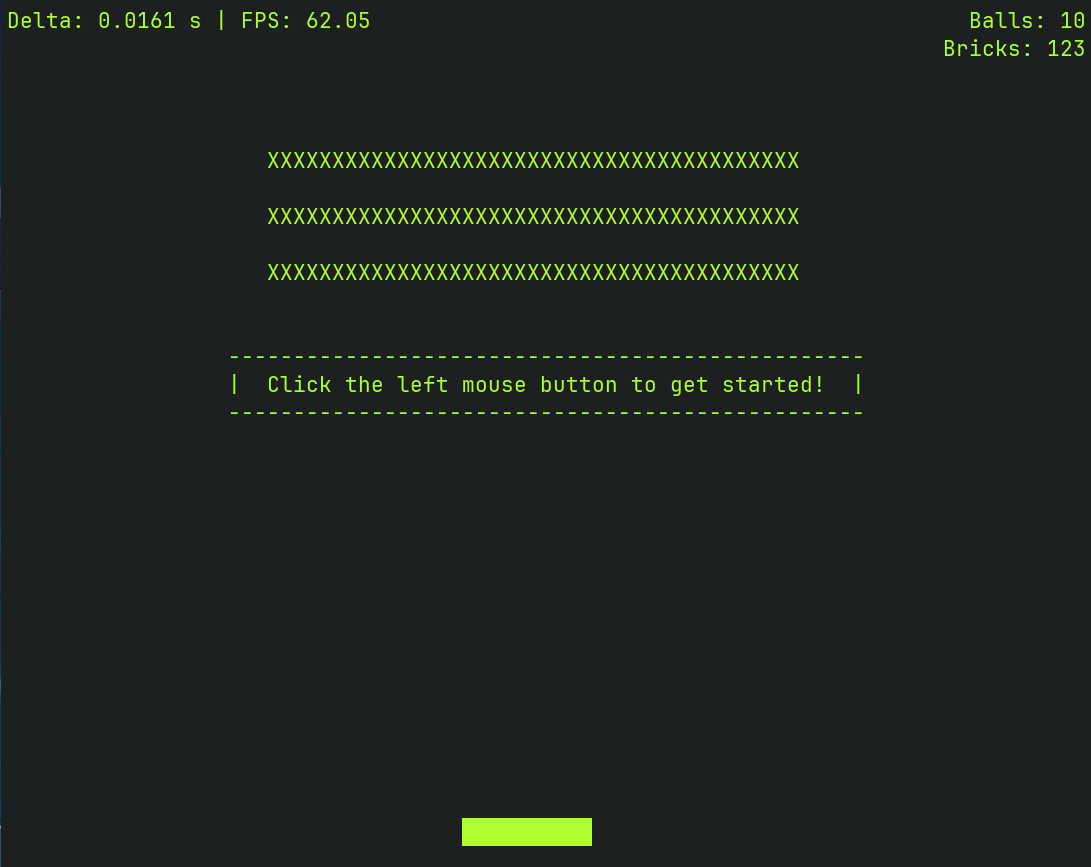 Delta: 0.0161 s | FPS: 62.05
Balls: 10
Bricks: 123
XXXXXXXXXXXXXXXXXXXXXXXXXXXXXXXXXXXXXXXXX
XXXXXXXXXXXXXXXXXXXXXXXXXXXXXXXXXXXXXXXXX
XXXXXXXXXXXXXXXXXXXXXXXXXXXXXXXXXXXXXXXXX
-------------------------------------------------
|  Click the left mouse button to get started!  |
-------------------------------------------------